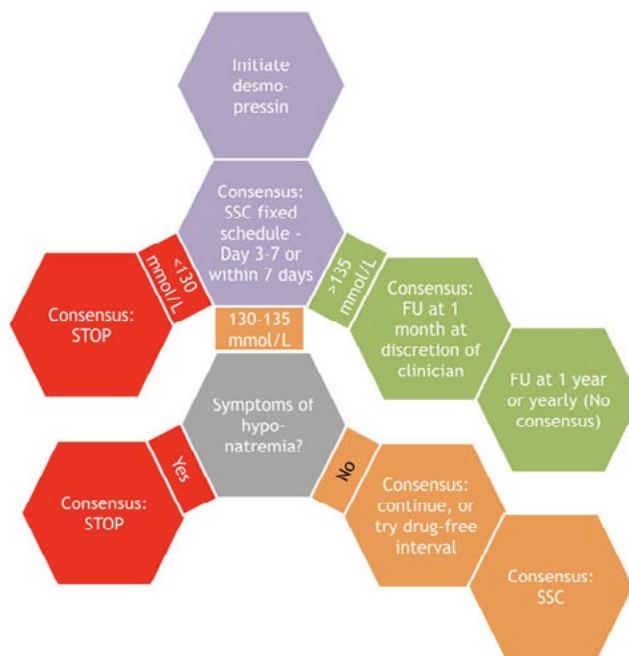 Initiate
desmo-
pressin
Consensus:
SSC fixed
schedule -
Day 3-7 or
within 7 days
<130
mmol/L
>135
mmol/L
130-135
mmol/L
Consensus:
STOP
Consensus:
FU at 1
month at
discretion of
clinician
FU at 1 year
or yearly (No
consensus)
Symptoms of
hypo-
natremia?
Yes
No
Consensus:
STOP
Consensus:
continue, or
try drug-free
interval
Consensus:
SSC